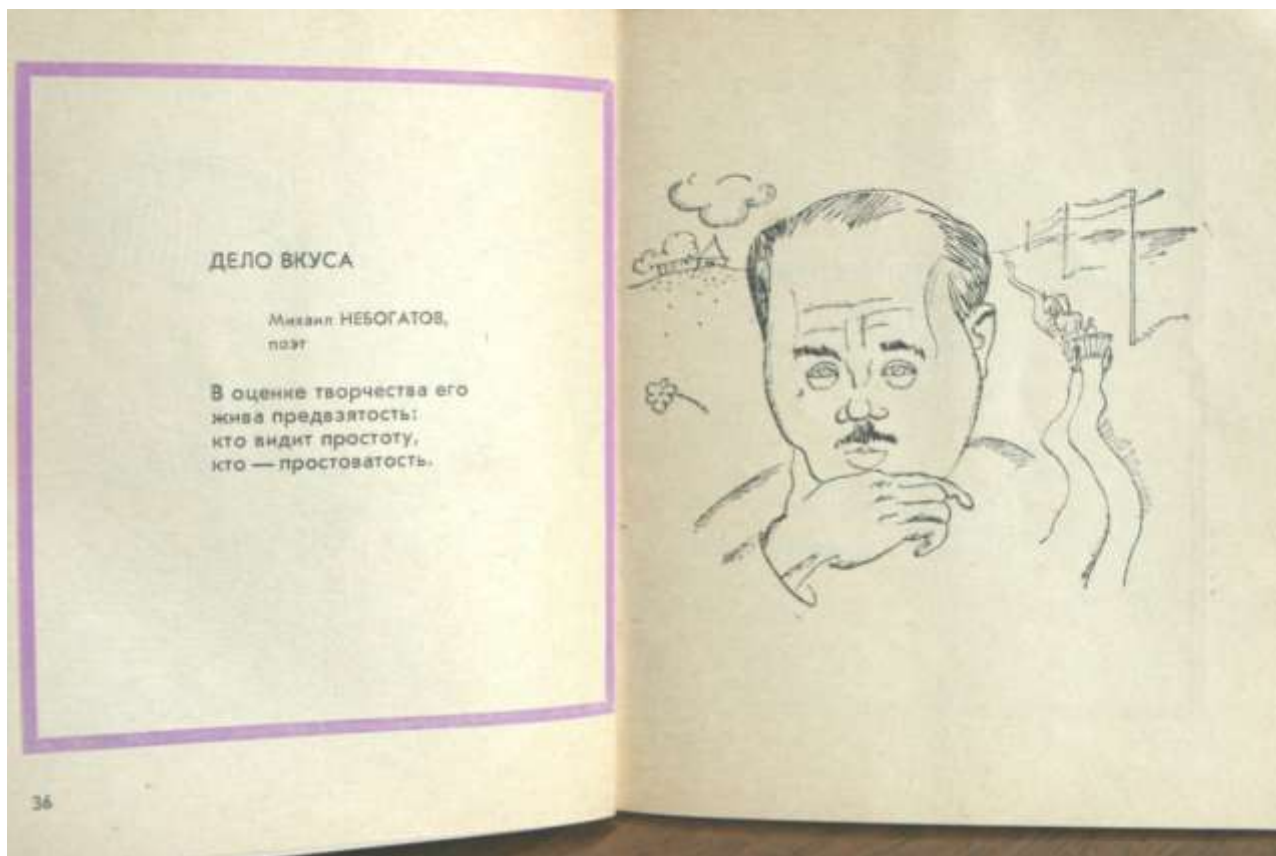 ДЕЛО ВКУСА
Михаил НЕБОГАТОВ,
поэт
В оценке творчества его
жива предвзятость:
кто видит простоту,
кто — простоватость.
36